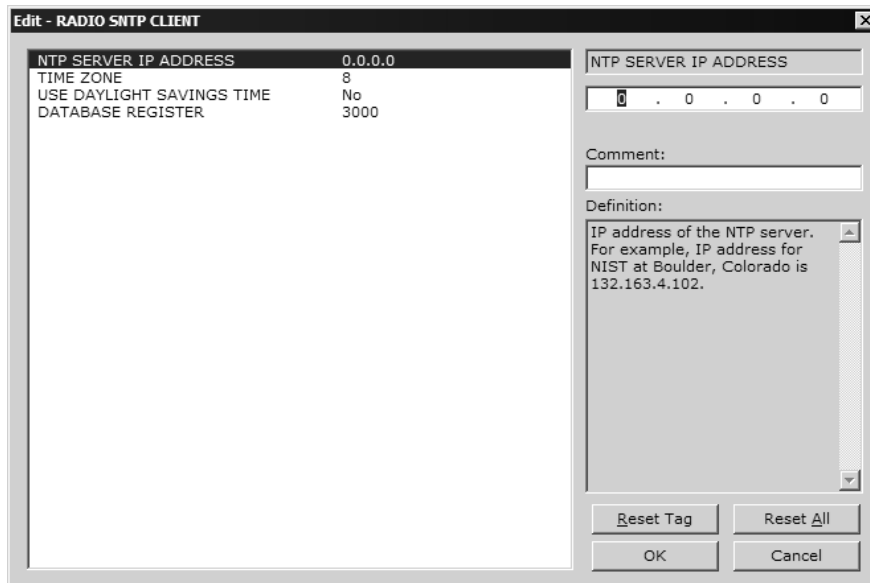 Edit - RADIO SNTP CLIENT
NTP SERVER IP ADDRESS 0.0.0.0
TIME ZONE 8
USE DAYLIGHT SAVINGS TIME No
DATABASE REGISTER 3000
NTP SERVER IP ADDRESS
0 . 0 . 0 . 0
Comment:
Definition:
IP address of the NTP server.
For example, IP address for
NIST at Boulder, Colorado is
132.163.4.102.
Reset Tag Reset All
OK Cancel